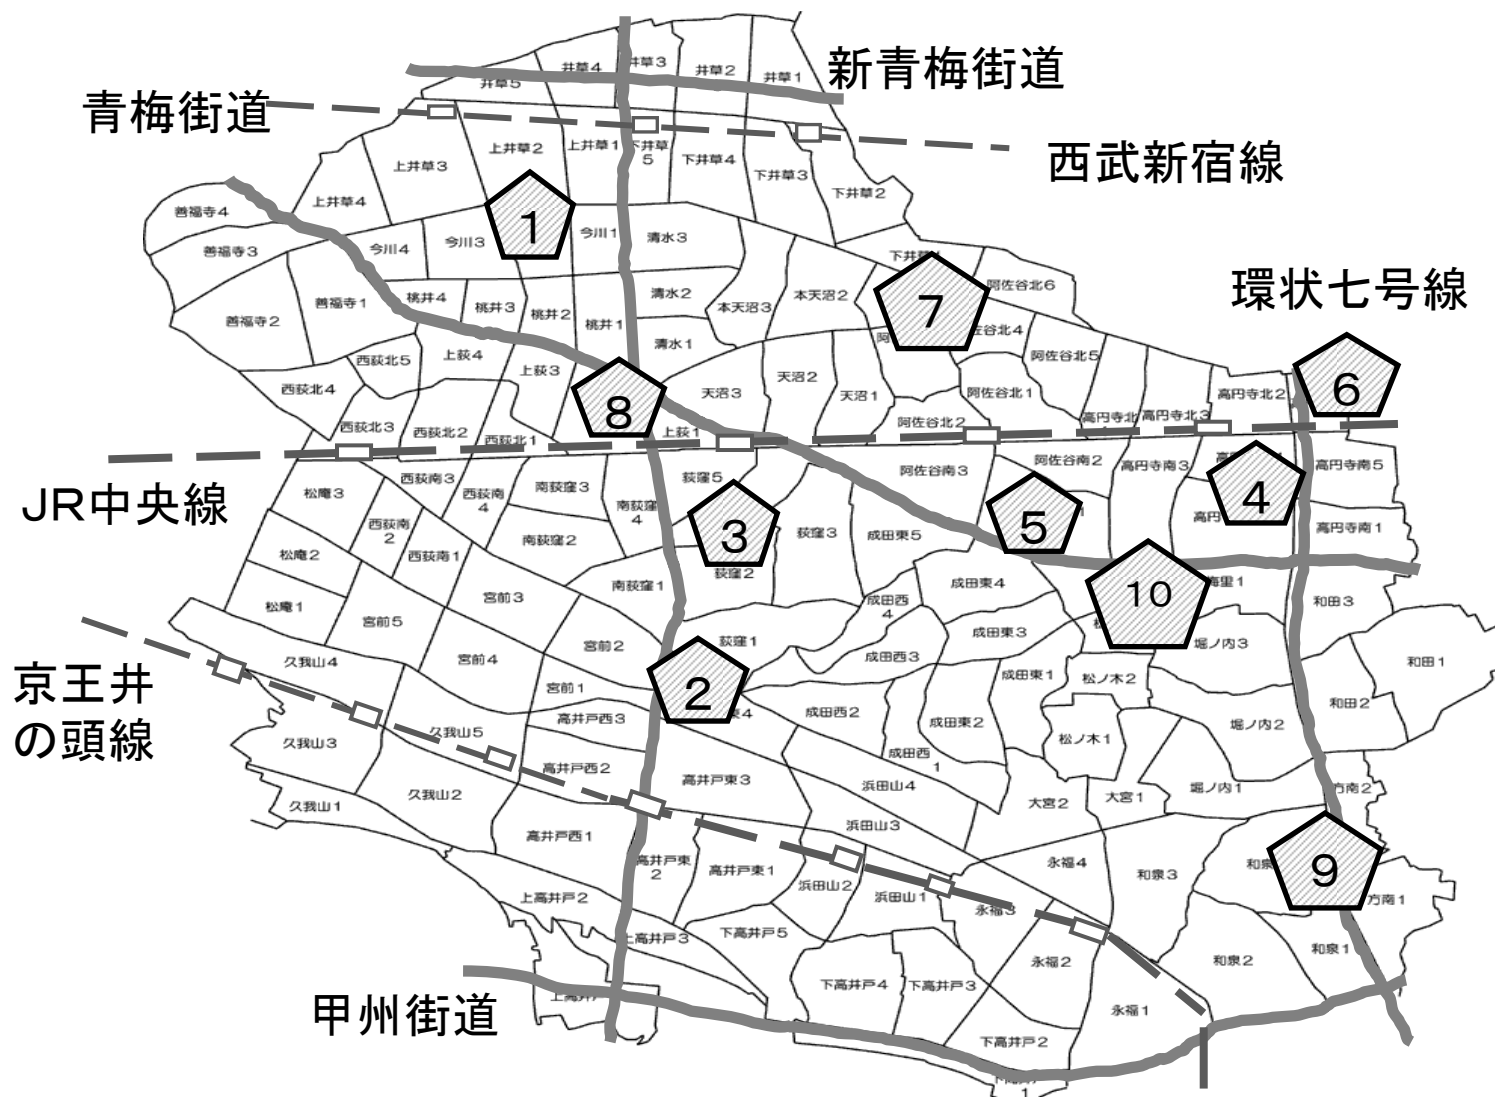 新青梅街道
青梅街道
西武新宿線
環状七号線
JR中央線
京王井
の頭線
甲州街道
井草5
井草4
井草3
井草2
井草1
上井草4
上井草3
上井草2
上井草1
下井草
5
下井草4
下井草3
下井草2
善福寺4
善福寺3
善福寺2
善福寺1
今川4
今川3
今川1
清水3
清水2
清水1
桃井4
桃井3
桃井2
桃井1
本天沼3
本天沼2
阿佐谷北6
阿佐谷北5
阿佐谷北1
阿佐谷北2
西荻北5
西荻北4
西荻北3
西荻北2
西荻北1
上荻4
上荻3
上荻1
天沼3
天沼2
天沼1
高円寺北3
高円寺北2
松庵3
松庵2
松庵1
西荻南3
西荻南
4
西荻南
2
西荻南1
南荻窪3
南荻窪2
南荻窪
4
南荻窪1
荻窪5
荻窪3
荻窪2
荻窪1
阿佐谷南3
阿佐谷南2
高円寺南3
高円寺南5
高円寺南1
成田東5
成田東4
成田東3
成田東1
成田東2
成田西
4
成田西3
成田西2
成田西
1
宮前5
宮前4
宮前3
宮前2
宮前1
久我山4
久我山3
久我山5
久我山2
久我山1
高井戸西3
高井戸西2
高井戸西1
高井戸東3
高井戸東
2
高井戸東1
上高井戸2
上高井戸3
下高井戸5
下高井戸4
下高井戸3
下高井戸2
浜田山4
浜田山3
浜田山2
浜田山1
松ノ木2
松ノ木1
堀ノ内3
堀ノ内2
堀ノ内1
大宮2
大宮1
和田3
和田1
和田2
方南2
方南1
永福4
永福3
永福2
永福1
和泉3
和泉2
和泉1
1
2
3
4
5
6
7
8
9
10